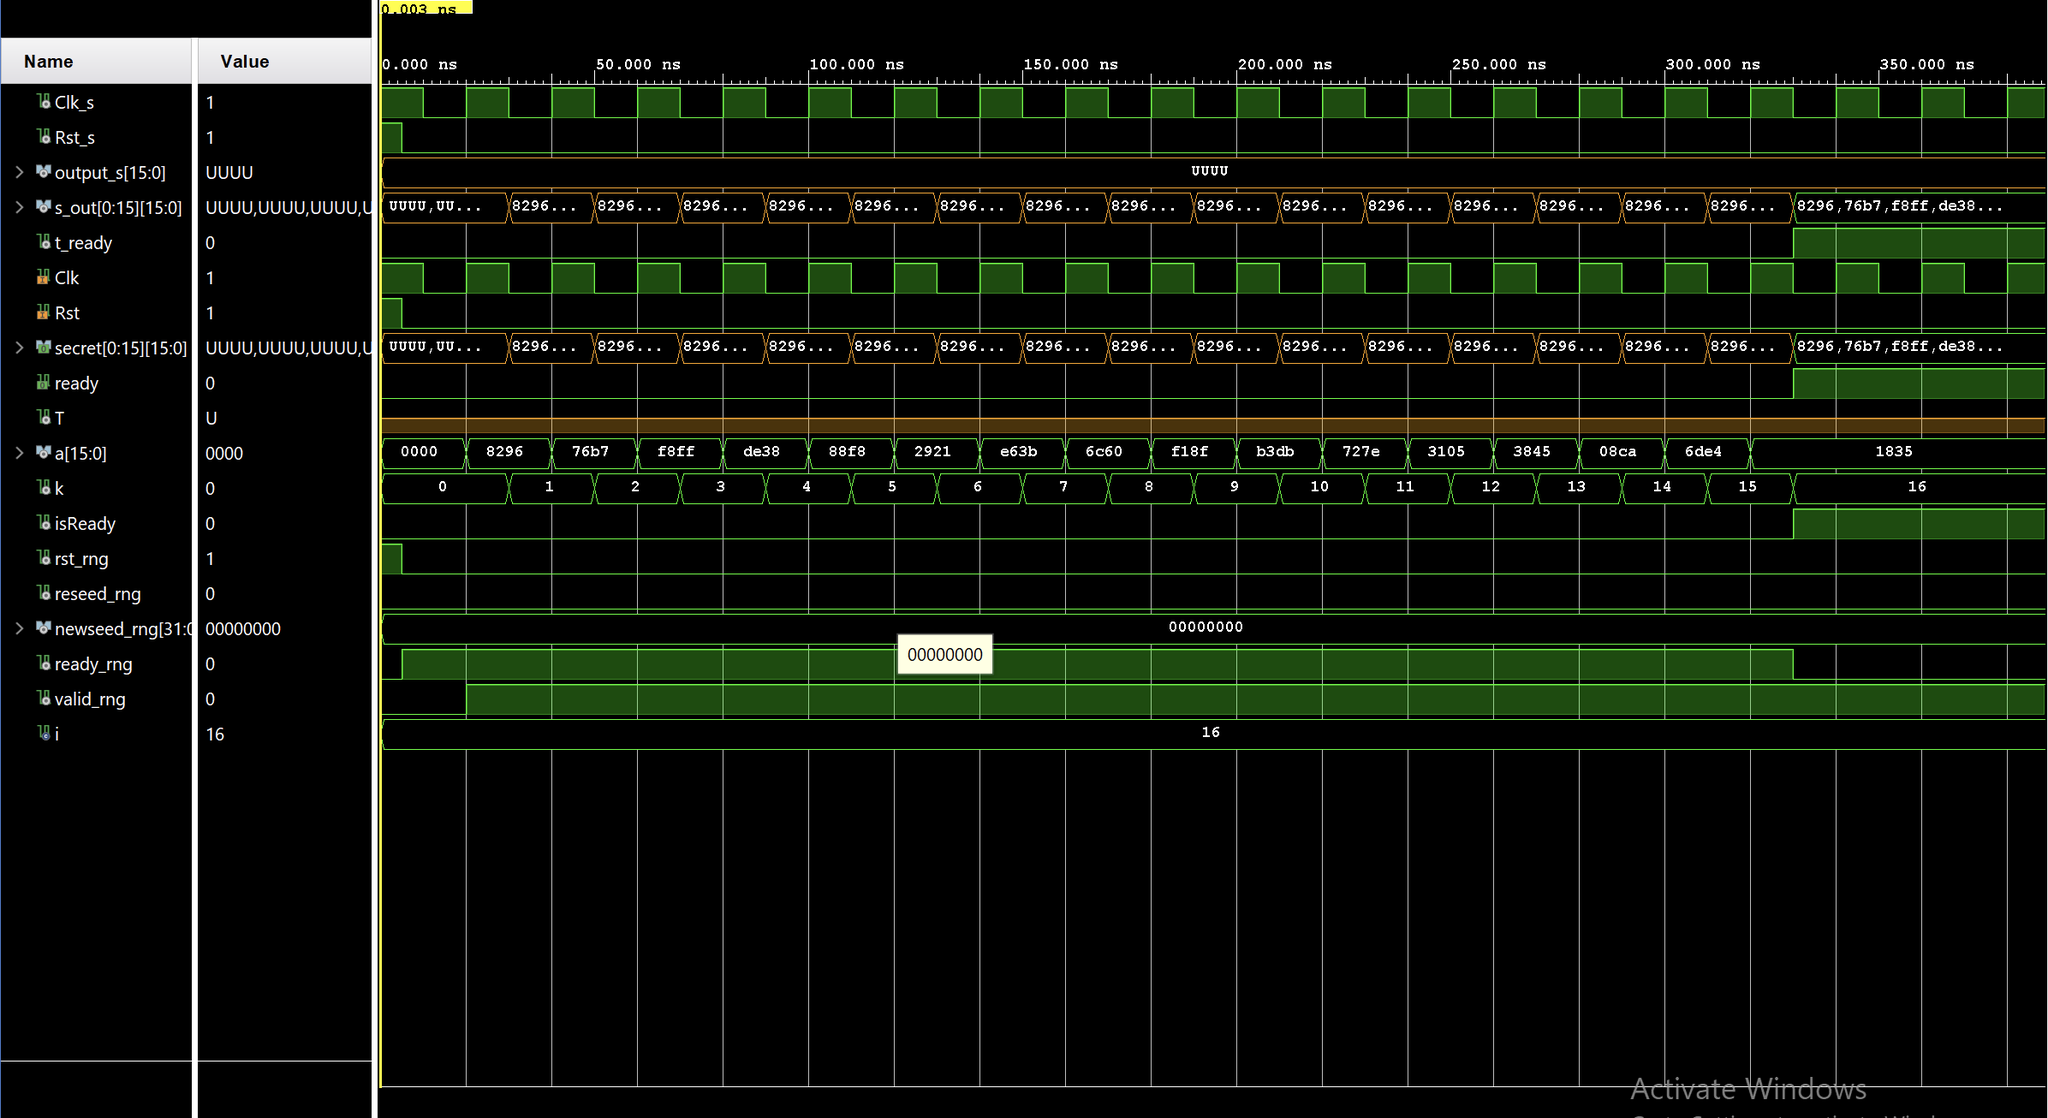 0.003 ns
Name Value
0.000 ns 50.000 ns 100.000 ns 150.000 ns 200.000 ns 250.000 ns 300.000 ns 350.000 ns
Clk_s 1
Rst_s 1
output_s[15:0] UUUU UUUU
s_out[0:15][15:0] UUUU,UUUU,UUUU,U UUUU,UU... 8296... 8296... 8296... 8296... 8296... 8296... 8296... 8296... 8296... 8296... 8296... 8296... 8296... 8296... 8296... 8296,76b7,f8ff,de38...
t_ready 0
Clk 1
Rst 1
secret[0:15][15:0] UUUU,UUUU,UUUU,U UUUU,UU... 8296... 8296... 8296... 8296... 8296... 8296... 8296... 8296... 8296... 8296... 8296... 8296... 8296... 8296... 8296... 8296,76b7,f8ff,de38...
ready 0
T U
a[15:0] 0000 0000 8296 76b7 f8ff de38 88f8 2921 e63b 6c60 f18f b3db 727e 3105 3845 08ca 6de4 1835
k 0 0 1 2 3 4 5 6 7 8 9 10 11 12 13 14 15 16
isReady 0
rst_rng 1
reseed_rng 0
newseed_rng[31:0 00000000 00000000
ready_rng 0 00000000
valid_rng 0
i 16 16
Activate Windows